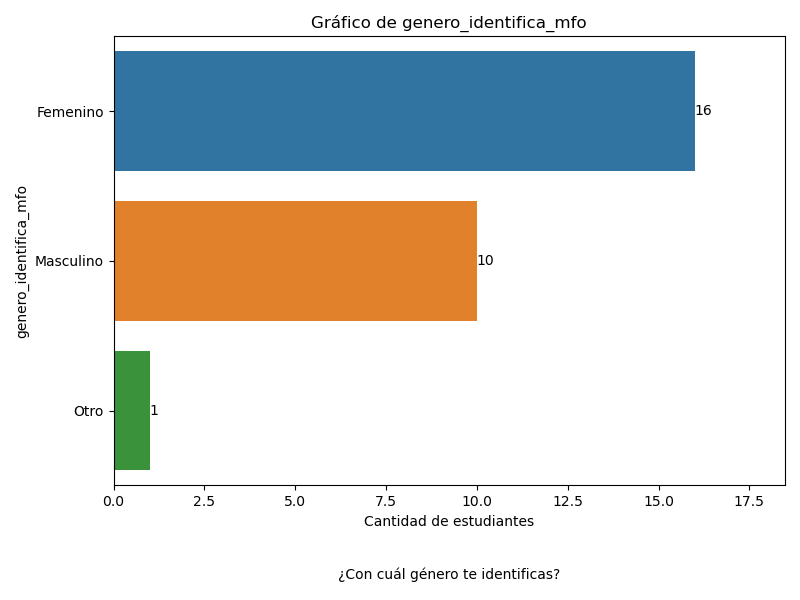 Gráfico de genero_identifica_mfo
genero_identifica_mfo
Femenino
16
Masculino
10
Otro
1
0.0 2.5 5.0 7.5 10.0 12.5 15.0 17.5
Cantidad de estudiantes
¿Con cuál género te identificas?